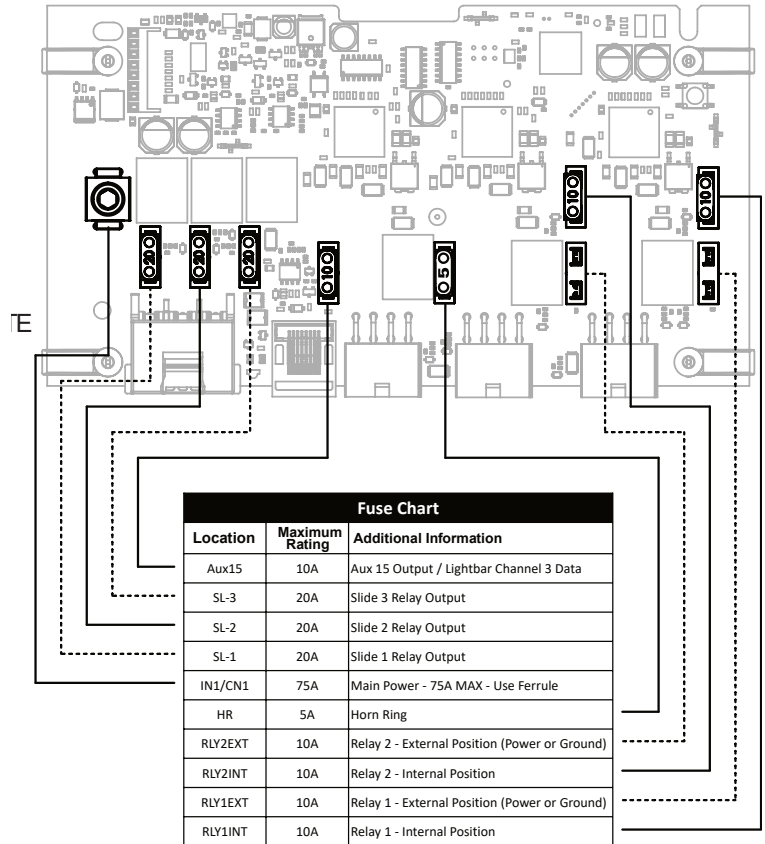 10
10
20
20
20
10
5
TE
Fuse Chart
Location Maximum Rating Additional Information
Aux15 10A Aux 15 Output / Lightbar Channel 3 Data
SL-3 20A Slide 3 Relay Output
SL-2 20A Slide 2 Relay Output
SL-1 20A Slide 1 Relay Output
IN1/CN1 75A Main Power - 75A MAX - Use Ferrule
HR 5A Horn Ring
RLY2EXT 10A Relay 2 - External Position (Power or Ground)
RLY2INT 10A Relay 2 - Internal Position
RLY1EXT 10A Relay 1 - External Position (Power or Ground)
RLY1INT 10A Relay 1 - Internal Position